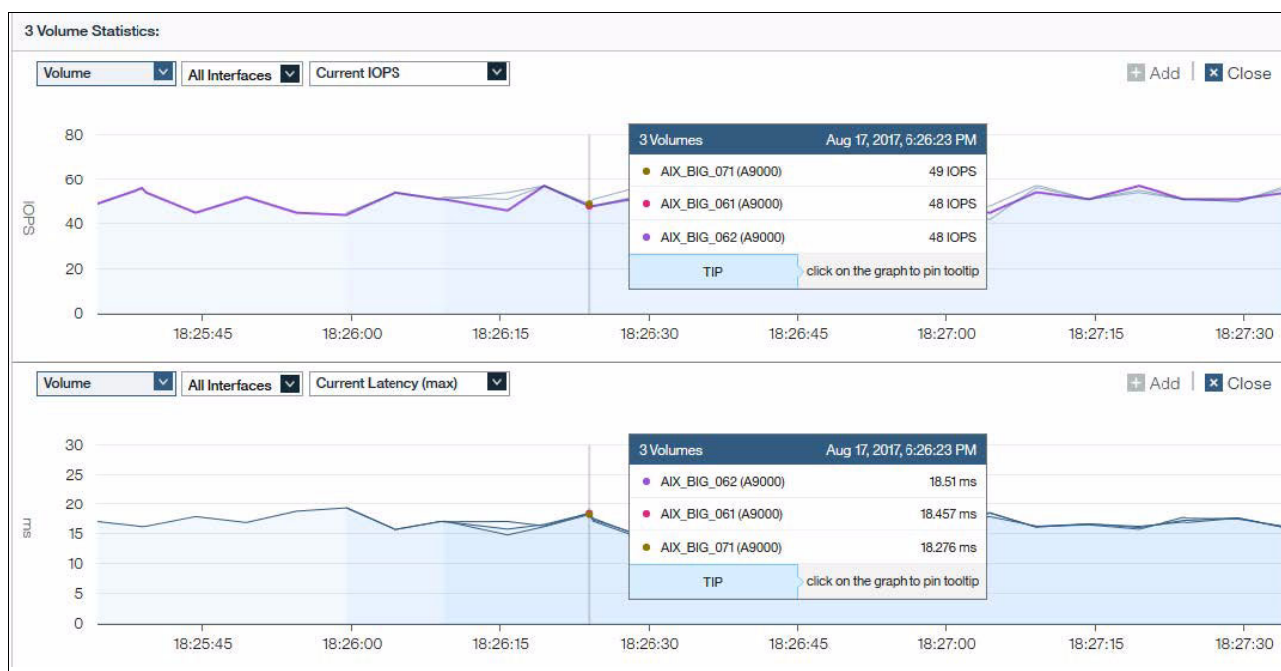 3 Volume Statistics:
Volume All Interfaces Current IOPS + Add × Close
80
60
40
20
0
IOPS
3 Volumes Aug 17, 2017, 6:26:23 PM
AIX_BIG_071 (A9000) 49 IOPS
AIX_BIG_061 (A9000) 48 IOPS
AIX_BIG_062 (A9000) 48 IOPS
TIP click on the graph to pin tooltip
18:25:45 18:26:00 18:26:15 18:26:30 18:26:45 18:27:00 18:27:15 18:27:30
Volume All Interfaces Current Latency (max) + Add × Close
30
25
20
15
10
5
0
ms
3 Volumes Aug 17, 2017, 6:26:23 PM
AIX_BIG_062 (A9000) 18.51 ms
AIX_BIG_061 (A9000) 18.457 ms
AIX_BIG_071 (A9000) 18.276 ms
TIP click on the graph to pin tooltip
18:25:45 18:26:00 18:26:15 18:26:30 18:26:45 18:27:00 18:27:15 18:27:30